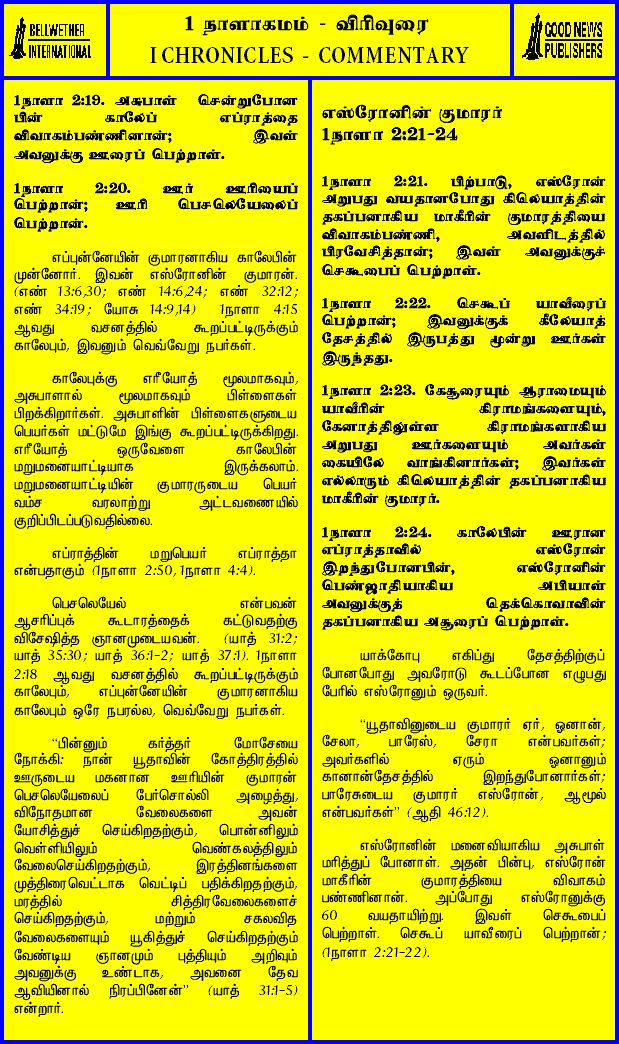 BELLWETHER
INTERNATIONAL
1 நாளாகமம் - விரிவுரை
I CHRONICLES - COMMENTARY
GOOD NEWS
PUBLISHERS
1நாளா 2:19. அசுபாள் சென்றுபோன
பின் காலேப் எப்ராத்தை
விவாகம்பண்ணினான்; இவள்
அவனுக்கு ஊரைப் பெற்றாள்.
1நாளா 2:20. ஊர் ஊரியைப்
பெற்றான்; ஊரி பெசலெயேலைப்
பெற்றான்.
எப்புன்னேயின் குமாரனாகிய காலேபின்
முன்னோர். இவன் எஸ்ரோனின் குமாரன்.
(எண் 13:6,30; எண் 14:6,24; எண் 32:12;
எண் 34:19; யோசு 14:9,14) 1நாளா 4:15
ஆவது வசனத்தில் கூறப்பட்டிருக்கும்
காலேபும், இவனும் வெவ்வேறு நபர்கள்.
காலேபுக்கு எரீயோத் மூலமாகவும்,
அசுபாளால் மூலமாகவும் பிள்ளைகள்
பிறக்கிறார்கள். அசுபாளின் பிள்ளைகளுடைய
பெயர்கள் மட்டுமே இங்கு கூறப்பட்டிருக்கிறது.
எரீயோத் ஒருவேளை காலேபின்
மறுமனையாட்டியாக இருக்கலாம்.
மறுமனையாட்டியின் குமாரருடைய பெயர்
வம்ச வரலாற்று அட்டவணையில்
குறிப்பிடப்படுவதில்லை.
எப்ராத்தின் மறுபெயர் எப்ராத்தா
என்பதாகும் (1நாளா 2:50,1நாளா 4:4).
பெசலெயேல் என்பவன்
ஆசரிப்புக் கூடாரத்தைக் கட்டுவதற்கு
விசேஷித்த ஞானமுடையவன். (யாத் 31:2;
யாத் 35:30; யாத் 36:1-2; யாத் 37:1). 1நாளா
2:18 ஆவது வசனத்தில் கூறப்பட்டிருக்கும்
காலேபும், எப்புன்னேயின் குமாரனாகிய
காலேபும் ஒரே நபரல்ல, வெவ்வேறு நபர்கள்.
“பின்னும் கர்த்தர் மோசேயை
நோக்கி: நான் யூதாவின் கோத்திரத்தில்
ஊருடைய மகனான ஊரியின் குமாரன்
பெசலெயேலைப் பேர்சொல்லி அழைத்து,
விநோதமான வேலைகளை அவன்
யோசித்துச் செய்கிறதற்கும், பொன்னிலும்
வெள்ளியிலும் வெண்கலத்திலும்
வேலைசெய்கிறதற்கும், இரத்தினங்களை
முத்திரைவெட்டாக வெட்டிப் பதிக்கிறதற்கும்,
மரத்தில் சித்திரவேலைகளைச்
செய்கிறதற்கும், மற்றும் சகலவித
வேலைகளையும் யூகித்துச் செய்கிறதற்கும்
வேண்டிய ஞானமும் புத்தியும் அறிவும்
அவனுக்கு உண்டாக, அவனை தேவ
ஆவியினால் நிரப்பினேன்” (யாத் 31:1-5)
என்றார்.
எஸ்ரோனின் குமாரர்
1நாளா 2:21-24
1நாளா 2:21. பிற்பாடு, எஸ்ரோன்
அறுபது வயதானபோது கிலெயாத்தின்
தகப்பனாகிய மாகீரின் குமாரத்தியை
விவாகம்பண்ணி, அவளிடத்தில்
பிரவேசித்தான்; இவள் அவனுக்குச்
செகூபைப் பெற்றாள்.
1நாளா 2:22. செகூப் யாவீரைப்
பெற்றான்; இவனுக்குக் கீலேயாத்
தேசத்தில் இருபத்து மூன்று ஊர்கள்
இருந்தது.
1நாளா 2:23. கேசூரையும் ஆராமையும்
யாவீரின் கிராமங்களையும்,
கேனாத்திலுள்ள கிராமங்களாகிய
அறுபது ஊர்களையும் அவர்கள்
கையிலே வாங்கினார்கள்; இவர்கள்
எல்லாரும் கிலெயாத்தின் தகப்பனாகிய
மாகீரின் குமாரர்.
1நாளா 2:24. காலேபின் ஊரான
எப்ராத்தாவில் எஸ்ரோன்
இறந்துபோனபின், எஸ்ரோனின்
பெண்ஜாதியாகிய அபியாள்
அவனுக்குத் தெக்கொவாவின்
தகப்பனாகிய அசூரைப் பெற்றாள்.
யாக்கோபு எகிப்து தேசத்திற்குப்
போனபோது அவரோடு கூடப்போன எழுபது
பேரில் எஸ்ரோனும் ஒருவர்.
“யூதாவினுடைய குமாரர் ஏர், ஓனான்,
சேலா, பாரேஸ், சேரா என்பவர்கள்;
அவர்களில் ஏரும் ஓனானும்
கானான்தேசத்தில் இறந்துபோனார்கள்;
பாரேசுடைய குமாரர் எஸ்ரோன், ஆமூல்
என்பவர்கள்” (ஆதி 46:12).
எஸ்ரோனின் மனைவியாகிய அசுபாள்
மரித்துப் போனாள். அதன் பின்பு, எஸ்ரோன்
மாகீரின் குமாரத்தியை விவாகம்
பண்ணினான். அப்போது எஸ்ரோனுக்கு
60 வயதாயிற்று. இவள் செகூபைப்
பெற்றாள். செகூப் யாவீரைப் பெற்றான்;
(1நாளா 2:21-22).